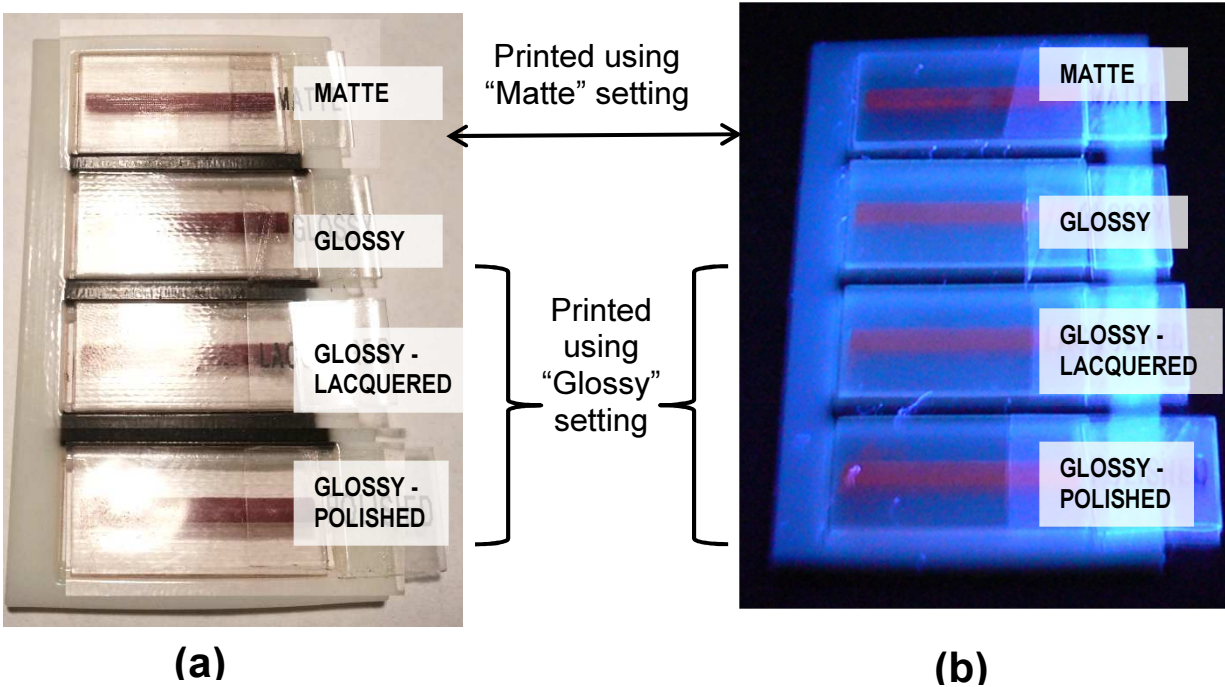 MATTE
GLOSSY
GLOSSY -
LACQUERED
GLOSSY -
POLISHED
(a)
Printed using
“Matte” setting
Printed
using
“Glossy”
setting
MATTE
GLOSSY
GLOSSY -
LACQUERED
GLOSSY -
POLISHED
(b)